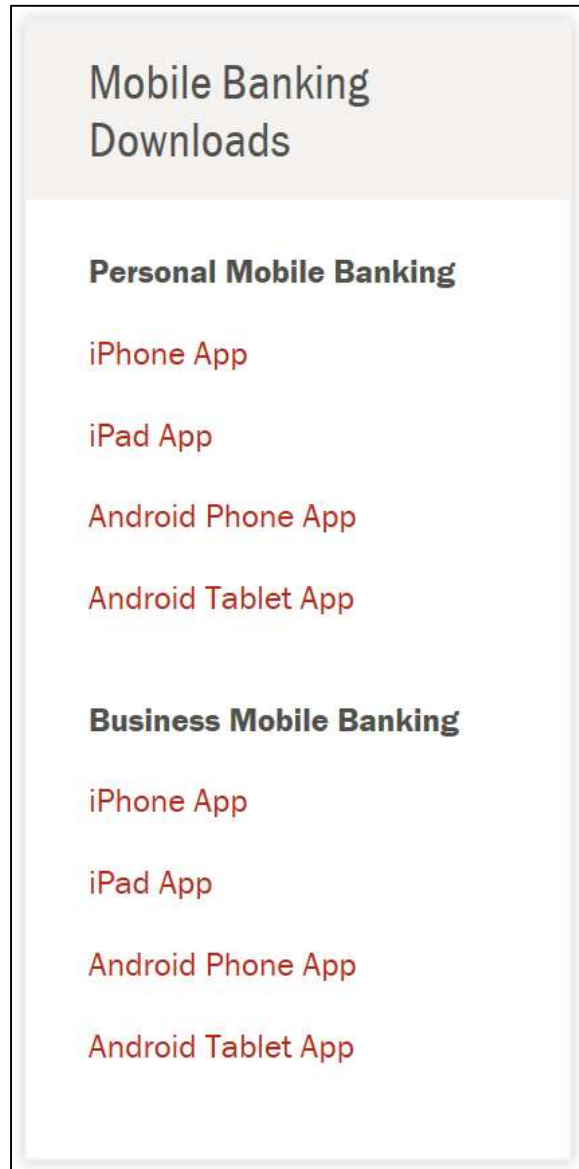 Mobile Banking
Downloads
Personal Mobile Banking
iPhone App
iPad App
Android Phone App
Android Tablet App
Business Mobile Banking
iPhone App
iPad App
Android Phone App
Android Tablet App